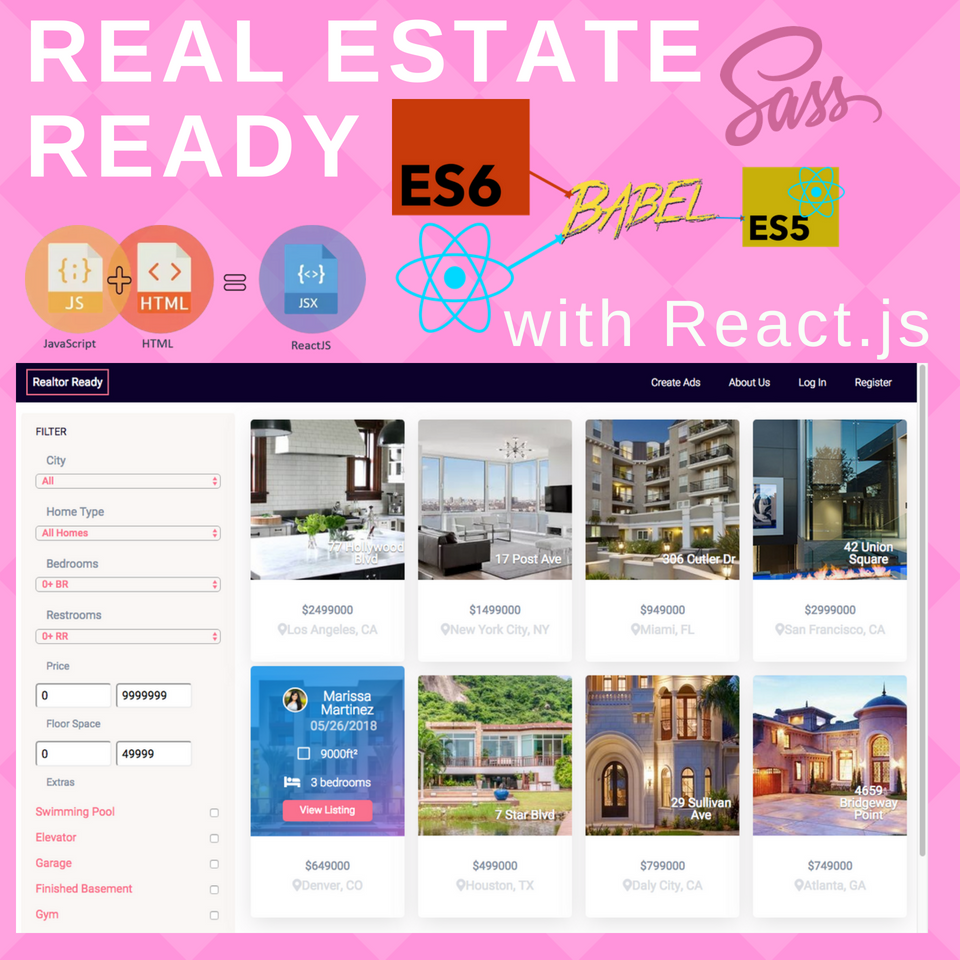 REAL ESTATE
READY
Sass
ES6
BABEL
ES5
{;}
JS
<>
HTML
{<>}
JSX
JavaScript
HTML
ReactJS
with React.js
Realtor Ready
Create Ads
About Us
Log In
Register
FILTER
City
All
Home Type
All Homes
Bedrooms
0+ BR
Restrooms
0+ RR
Price
0
9999999
Floor Space
0
49999
Extras
Swimming Pool
Elevator
Garage
Finished Basement
Gym
77 Hollywood
Blvd
$2499000
Los Angeles, CA
17 Post Ave
$1499000
New York City, NY
306 Cutler Dr
$949000
Miami, FL
42 Union
Square
$2999000
San Francisco, CA
Marissa
Martinez
05/26/2018
9000ft²
3 bedrooms
View Listing
$649000
Denver, CO
7 Star Blvd
$499000
Houston, TX
29 Sullivan
Ave
$799000
Daly City, CA
4659
Bridgeway
Point
$749000
Atlanta, GA